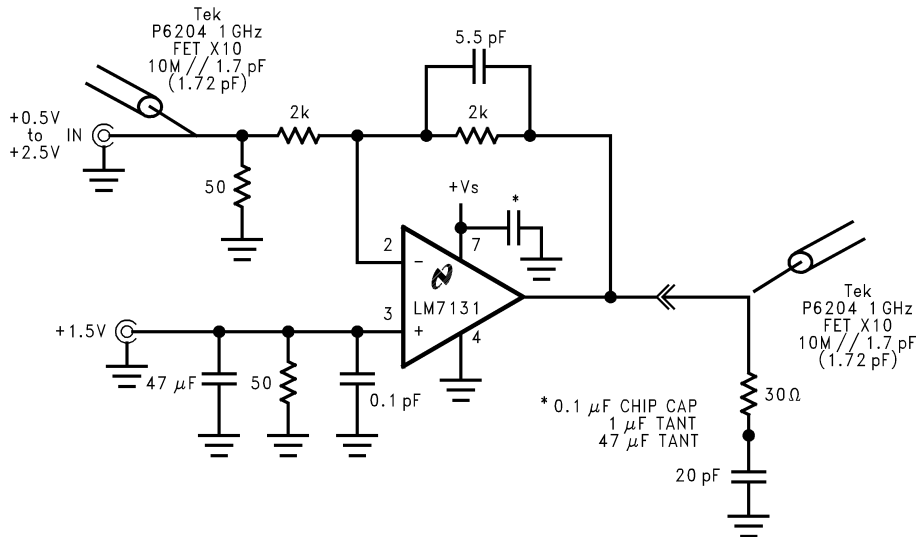 Tek
P6204 1 GHz
FET X10
10M // 1.7 pF
(1.72 pF)
5.5 pF
2k
2k
+0.5V
to IN
+2.5V
50
+Vs
*
7
2
−
LM7131
3
+
4
+1.5V
47 μF
50
0.1 pF
Tek
P6204 1 GHz
FET X10
10M // 1.7 pF
(1.72 pF)
30Ω
* 0.1 μF CHIP CAP
1 μF TANT
47 μF TANT
20 pF